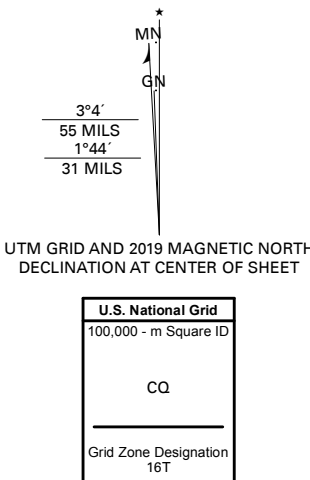 ★
MN
GN
3°4´
55 MILS
1°44´
31 MILS
UTM GRID AND 2019 MAGNETIC NORTH
DECLINATION AT CENTER OF SHEET
U.S. National Grid
100,000 - m Square ID
CQ
Grid Zone Designation
16T